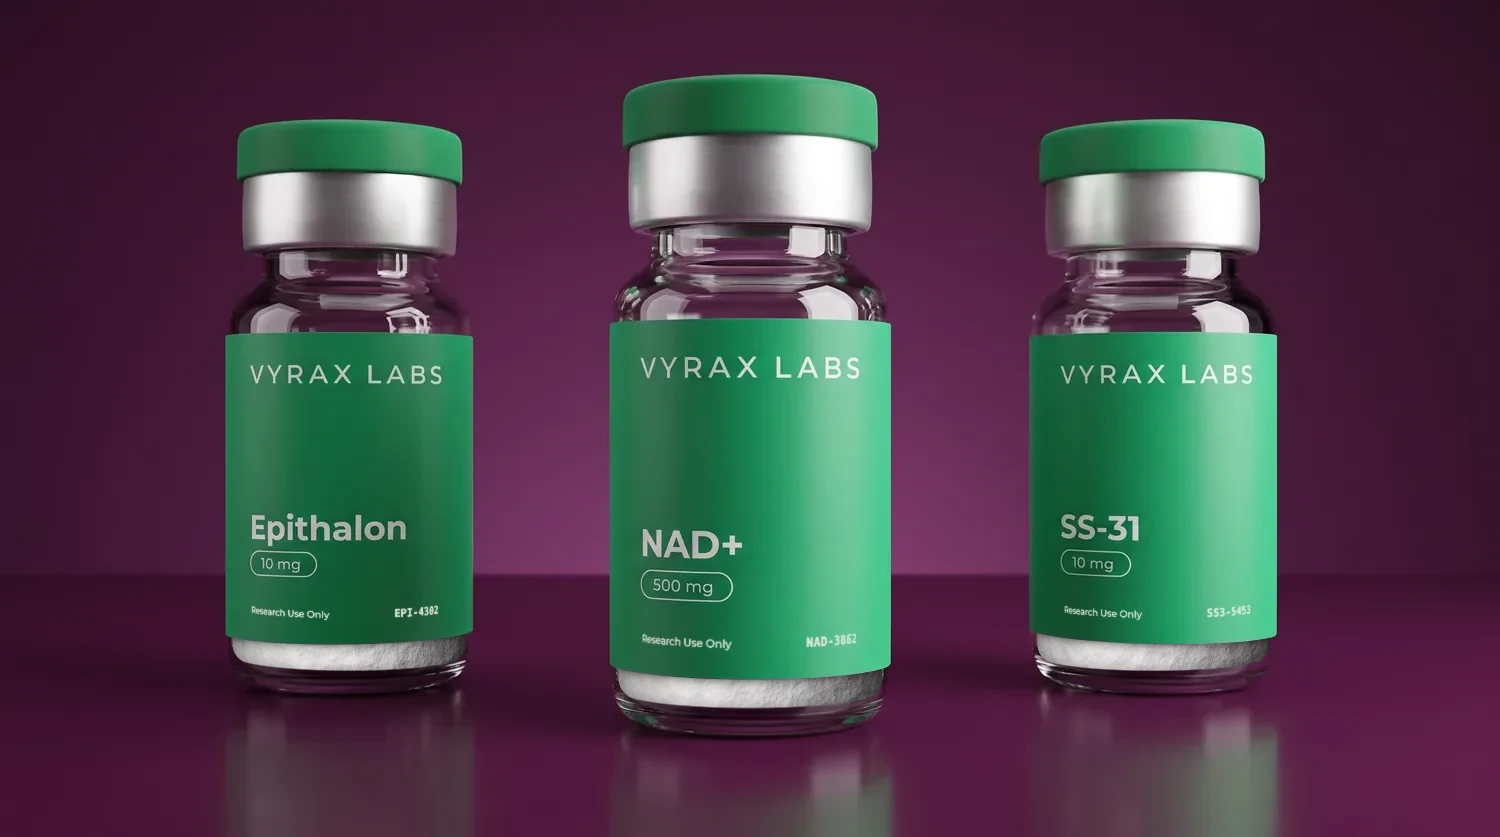 VYRAX LABS
Epithalon
10 mg
Research Use Only EPI-4302
VYRAX LABS
NAD+
500 mg
Research Use Only NAD-3862
VYRAX LABS
SS-31
10 mg
Research Use Only SS3-5453